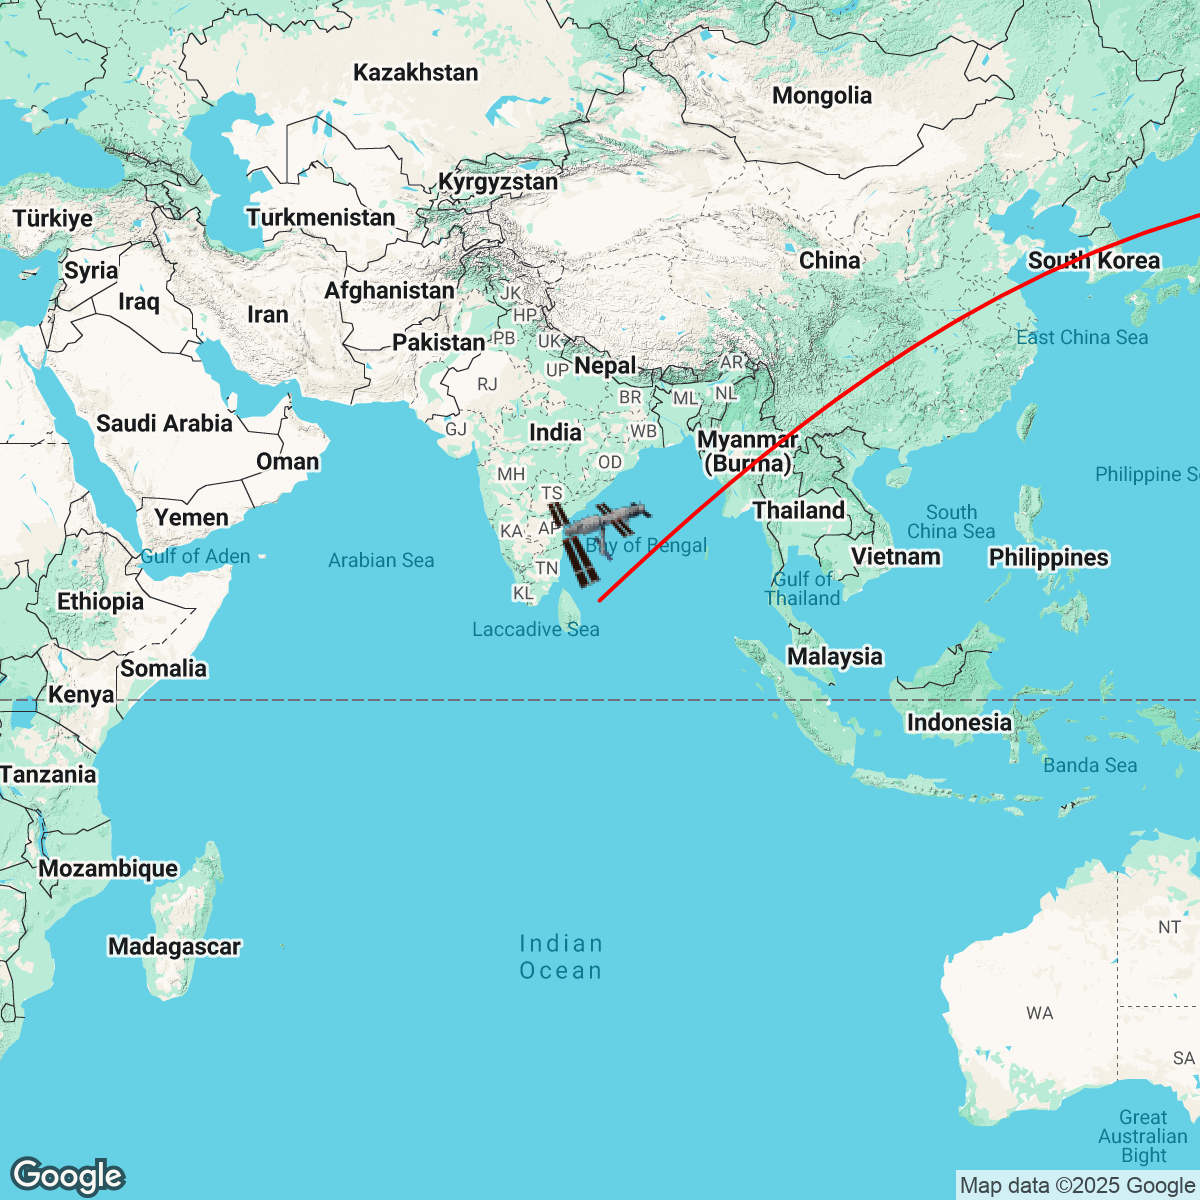 Kazakhstan
Mongolia
Kyrgyzstan
Türkiye
Turkmenistan
Syria
China
South Korea
Afghanistan
JK
Iraq
Iran
HP
Pakistan
PB
UK
East China Sea
Nepal
AR
UP
RJ
BR
ML
NL
Saudi Arabia
GJ
India
WB
Myanmar
(Burma)
Oman
OD
MH
Philippine S
TS
Yemen
Thailand
South
China Sea
KA
AP
Bay of Bengal
Gulf of Aden
Arabian Sea
Vietnam
Philippines
TN
Gulf of
Thailand
KL
Ethiopia
Laccadive Sea
Somalia
Malaysia
Kenya
Indonesia
Tanzania
Banda Sea
Mozambique
Madagascar
Indian
Ocean
NT
WA
SA
Great
Australian
Bight
Google
Map data ©2025 Google